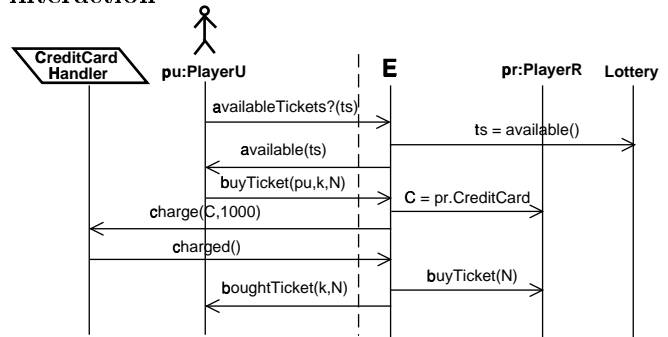 interaction
CreditCard
Handler
pu:PlayerU
E
pr:PlayerR
Lottery
availableTickets?(ts)
ts = available()
available(ts)
buyTicket(pu,k,N)
C = pr.CreditCard
charge(C,1000)
charged()
buyTicket(N)
boughtTicket(k,N)